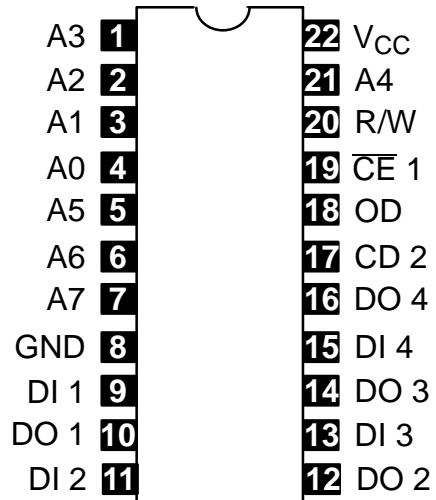 A3 1 22 VCC
A2 2 21 A4
A1 3 20 R/W
A0 4 19 C̅E̅ 1
A5 5 18 OD
A6 6 17 CD 2
A7 7 16 DO 4
GND 8 15 DI 4
DI 1 9 14 DO 3
DO 1 10 13 DI 3
DI 2 11 12 DO 2